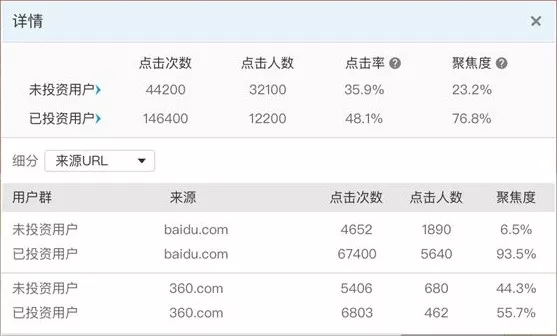 详情
点击次数 点击人数 点击率 聚焦度
未投资用户 44200 32100 35.9% 23.2%
已投资用户 146400 12200 48.1% 76.8%
细分 来源URL
用户群 来源 点击次数 点击人数 聚焦度
未投资用户 baidu.com 4652 1890 6.5%
已投资用户 baidu.com 67400 5640 93.5%
未投资用户 360.com 5406 680 44.3%
已投资用户 360.com 6803 462 55.7%